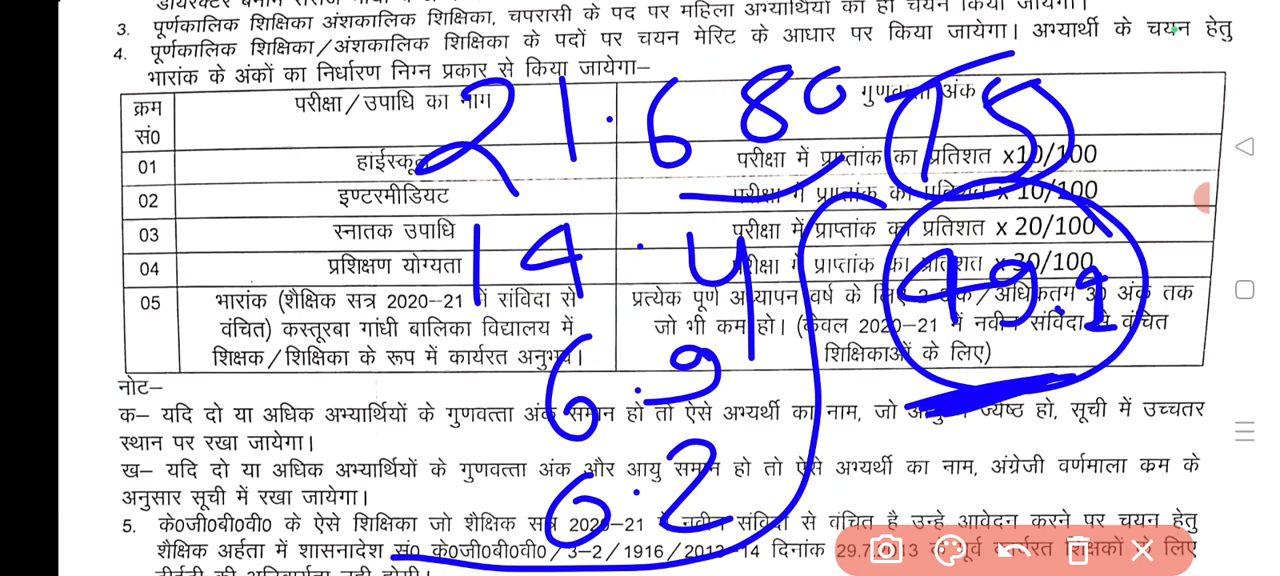 3. पूर्णकालिक शिक्षिका अंशकालिक शिक्षिका, चपरासी के पद पर महिला अभ्यार्थियों का ही चयन किया जायेगा।
4. पूर्णकालिक शिक्षिका/अंशकालिक शिक्षिका के पदों पर चयन मेरिट के आधार पर किया जायेगा। अभ्यार्थी के चयन हेतु
भारांक के अंकों का निर्धारण निम्न प्रकार से किया जायेगा–
क्रम सं0 परीक्षा/उपाधि का नाग गुणवत्ता अंक
21.6 80 75
01 हांईस्कूल परीक्षा में प्राप्तांक का प्रतिशत x10/100
02 इण्टरमीडियट परीक्षा में प्राप्तांक का प्रतिशत x 10/100
03 स्नातक उपाधि परीक्षा में प्राप्तांक का प्रतिशत x 20/100
04 प्रशिक्षण योग्यता परीक्षा में प्राप्तांक का प्रतिशत x 30/100
14.4 49.1
05 भारांक (शैक्षिक सत्र 2020–21 में संविदा से प्रत्येक पूर्ण अध्यापन वर्ष के लिए 3 अंक/अधिकतम 30 अंक तक
वंचित) कस्तूरबा गांधी बालिका विद्यालय में जो भी कम हो। (केवल 2020–21 में नवीन संविदा से वंचित
शिक्षक/शिक्षिका के रूप में कार्यरत अनुभव। शिक्षिकाओं के लिए)
6.9
नोट–
क– यदि दो या अधिक अभ्यार्थियों के गुणवत्ता अंक समान हो तो ऐसे अभ्यर्थी का नाम, जो ज्येष्ठ हो, सूची में उच्चतर
स्थान पर रखा जायेगा।
ख– यदि दो या अधिक अभ्यार्थियों के गुणवत्ता अंक और आयु समान हो तो ऐसे अभ्यर्थी का नाम, अंग्रेजी वर्णमाला कम के
अनुसार सूची में रखा जायेगा।
6.2
5. के0जी0बी0वी0 के ऐसे शिक्षिका जो शैक्षिक सत्र 2020–21 में नवीन संविदा से वंचित है उन्हे आवेदन करने पर चयन हेतु
शैक्षिक अर्हता में शासनादेश सं0 के0जी0बी0वी0/3–2/1916/2013–14 दिनांक 29.7.2013 के पूर्व कार्यरत शिक्षकों के लिए